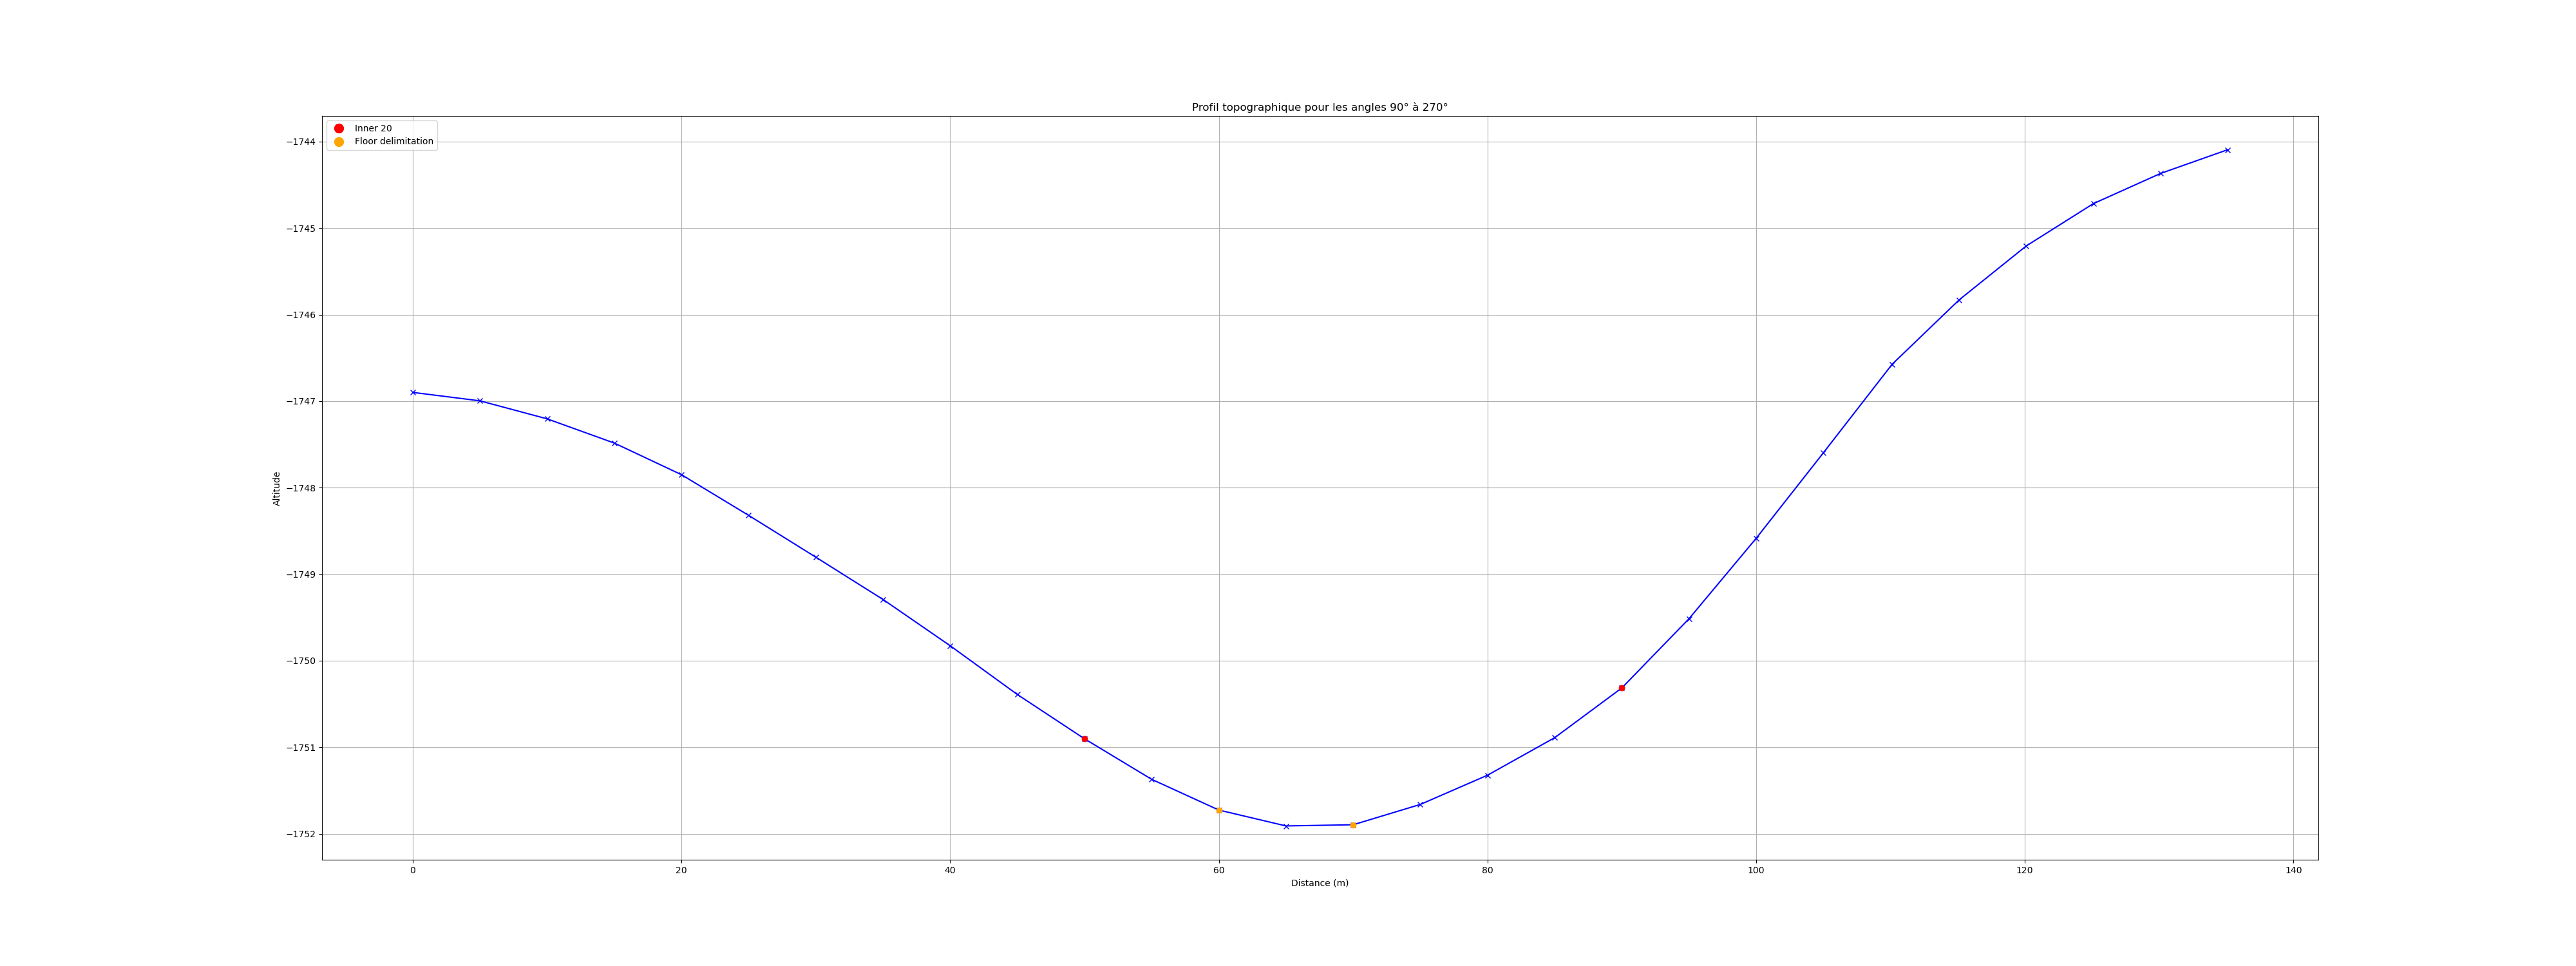 Profil topographique pour les angles 90° à 270°
Inner 20
Floor delimitation
−1744
−1745
−1746
−1747
−1748
−1749
−1750
−1751
−1752
Altitude
0 20 40 60 80 100 120 140
Distance (m)